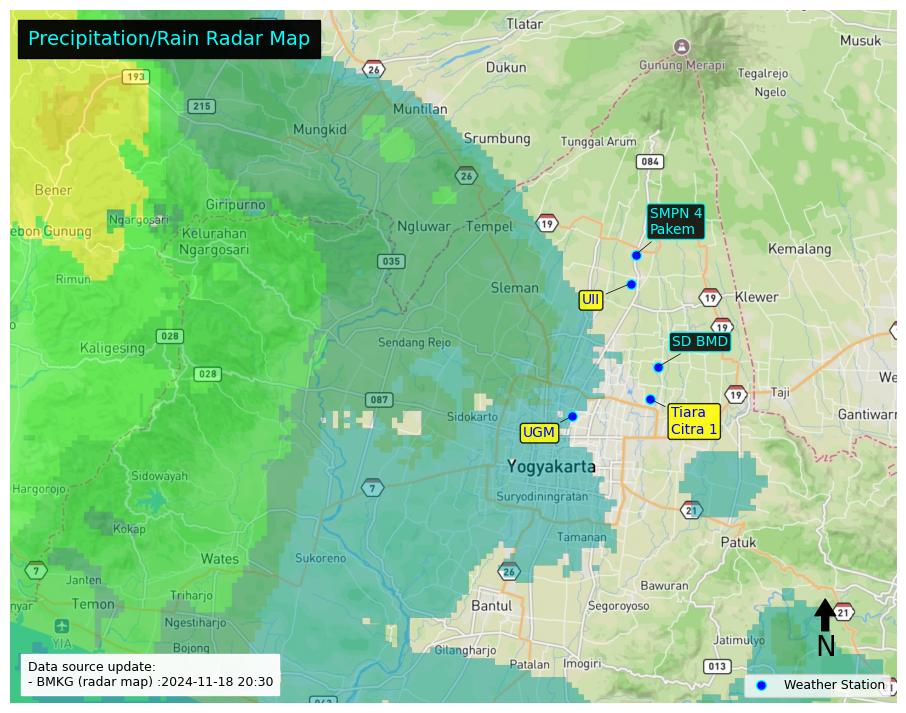 Precipitation/Rain Radar Map
Tlatar
Musuk
26
Dukun
Gunung Merapi
Tegalrejo
193
Ngelo
215
Muntilan
Mungkid
Srumbung
Tunggal Arum
084
26
Bener
Giripurno
Ngargosari
SMPN 4
Pakem
ebon Gunung
Kelurahan
Ngargosari
Ngluwar
Tempel
19
Kemalang
035
Rimun
Sleman
UII
19
Klewer
19
028
Kaligesing
Sendang Rejo
SD BMD
028
We
087
19
Taji
Sidokarto
Tiara
Citra 1
Gantiwarn
UGM
Yogyakarta
Sidowayah
7
Hargorojo
Suryodiningratan
21
Kokap
Tamanan
Patuk
Wates
Sukoreno
7
26
Janten
Bawuran
nyar
Temon
Triharjo
Bantul
Segoroyoso
21
Ngestiharjo
N
YIA
Bojong
Gilangharjo
Jatimulyo
Patalan
Imogiri
013
Data source update:
- BMKG (radar map) :2024-11-18 20:30
Weather Station